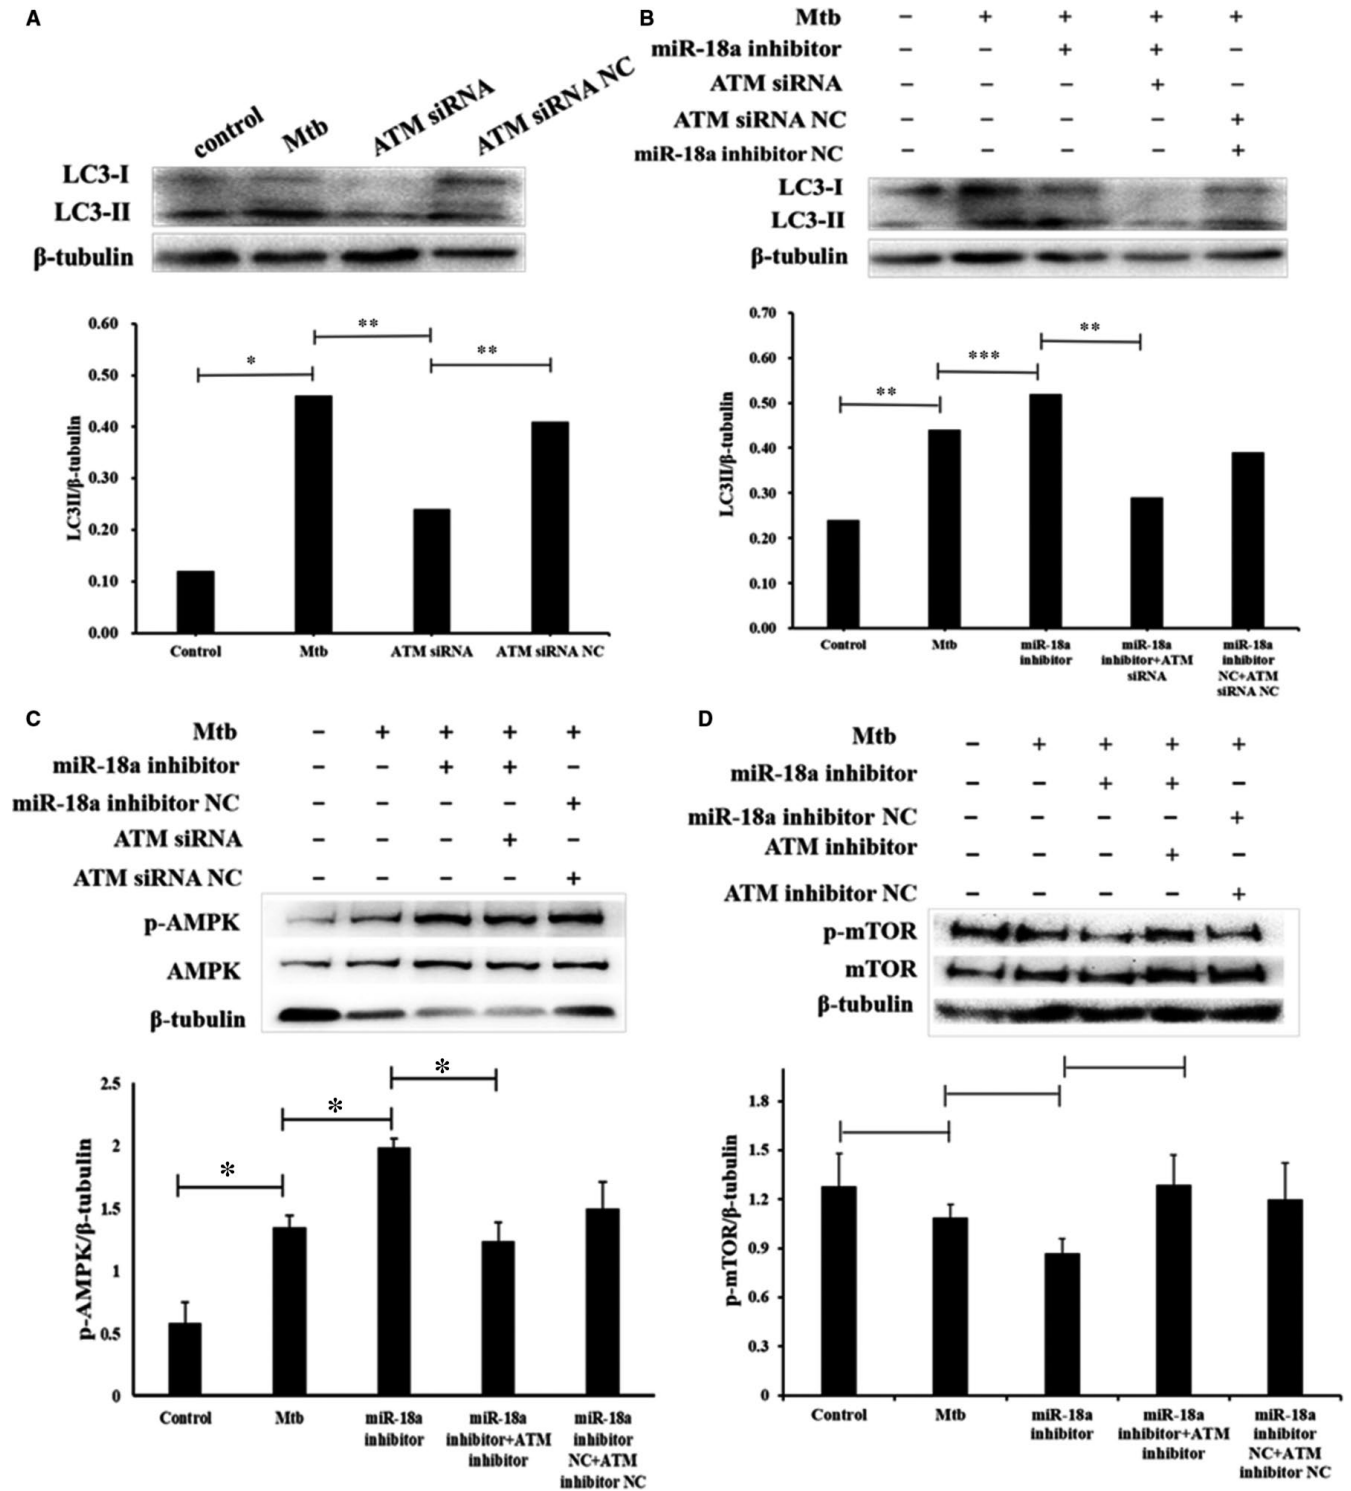 A
control Mtb ATM siRNA ATM siRNA NC
LC3-I
LC3-II
β-tubulin
0.60
0.50
0.40
0.30
0.20
0.10
0.00
LC3II/β-tubulin
*
**
**
Control Mtb ATM siRNA ATM siRNA NC
B
Mtb − + + + +
miR-18a inhibitor − − + + −
ATM siRNA − − − + −
ATM siRNA NC − − − − +
miR-18a inhibitor NC − − − − +
LC3-I
LC3-II
β-tubulin
0.70
0.60
0.50
0.40
0.30
0.20
0.10
0.00
LC3II/β-tubulin
**
***
**
Control Mtb miR-18a miR-18a miR-18a
inhibitor inhibitor+ATM inhibitor
siRNA NC+ATM
siRNA NC
C
Mtb − + + + +
miR-18a inhibitor − − + + −
miR-18a inhibitor NC − − − − +
ATM siRNA − − − + −
ATM siRNA NC − − − − +
p-AMPK
AMPK
β-tubulin
2.5
2
1.5
1
0.5
0
p-AMPK/β-tubulin
*
*
*
Control Mtb miR-18a miR-18a miR-18a
inhibitor inhibitor+ATM inhibitor
inhibitor NC+ATM
inhibitor NC
D
Mtb − + + + +
miR-18a inhibitor − − + + −
miR-18a inhibitor NC − − − − +
ATM inhibitor − − − + −
ATM inhibitor NC − − − − +
p-mTOR
mTOR
β-tubulin
1.8
1.5
1.2
0.9
0.6
0.3
0
p-mTOR/β-tubulin
Control Mtb miR-18a miR-18a miR-18a
inhibitor inhibitor+ATM inhibitor
inhibitor NC+ATM
inhibitor NC